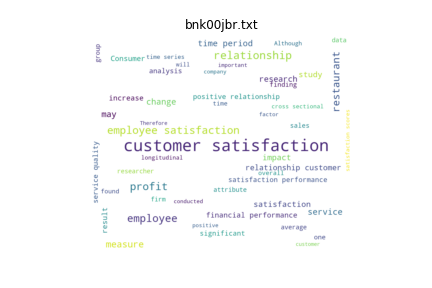 bnk00jbr.txt
time period
Although
data
group
Consumer
time series
relationship
restaurant
will
important
analysis
company
research
study
finding
increase
change
positive relationship
time
cross sectional
may
factor
satisfaction scores
Therefore
sales
employee satisfaction
customer satisfaction
longitudinal
impact
service quality
researcher
relationship customer
overall
satisfaction performance
profit
found
attribute
firm
conducted
satisfaction
result
employee
financial performance
service
positive
average
significant
one
measure
customer